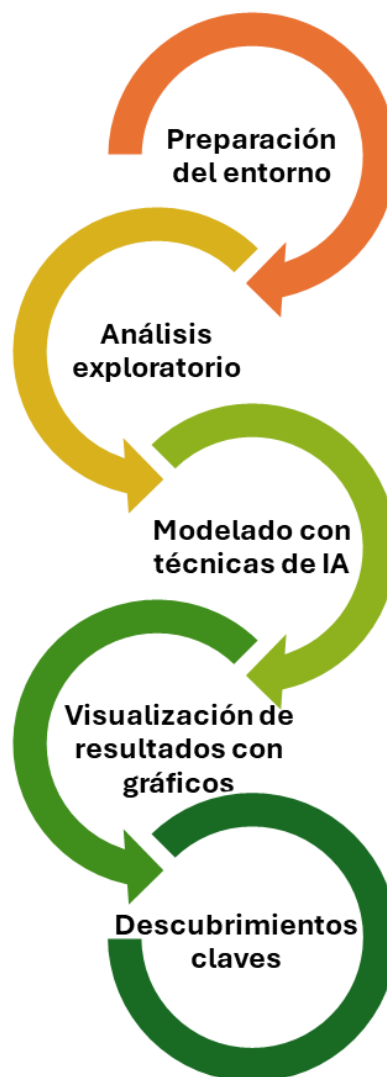 Preparación
del entorno
Análisis
exploratorio
Modelado con
técnicas de IA
Visualización de
resultados con
gráficos
Descubrimientos
claves